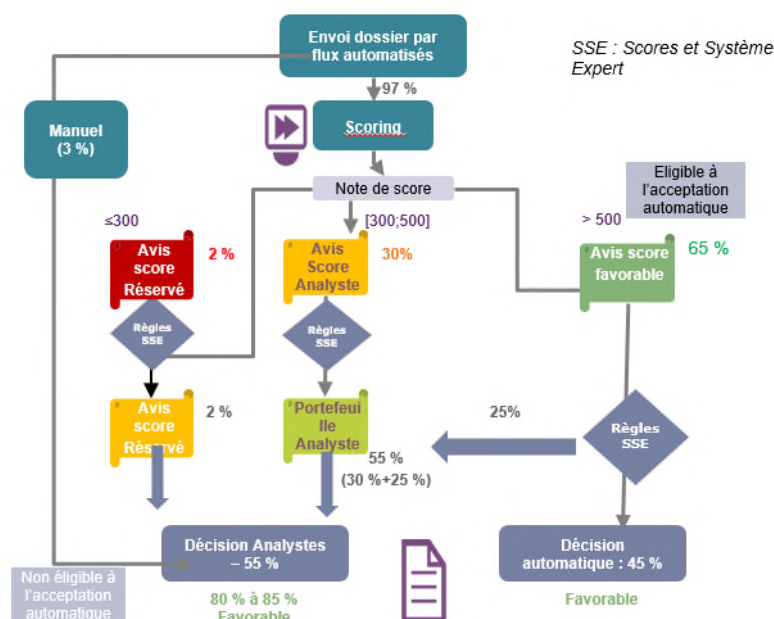 Envoi dossier par
flux automatisés
SSE : Scores et Système
Expert
97 %
Manuel
(3 %)
Scoring
Note de score
Eligible à
l'acceptation
automatique
≤300
[300;500]
> 500
Avis
score
Réservé
2 %
Avis
Score
Analyste
30%
Avis score
favorable
65 %
Règles
SSE
Règles
SSE
Avis
score
Réservé
2 %
Portefeui
lle
Analyste
25%
Règles
SSE
55 %
(30 %+25 %)
Décision Analystes
– 55 %
Décision
automatique : 45 %
Non éligible à
l'acceptation
automatique
80 % à 85 %
Favorable
Favorable